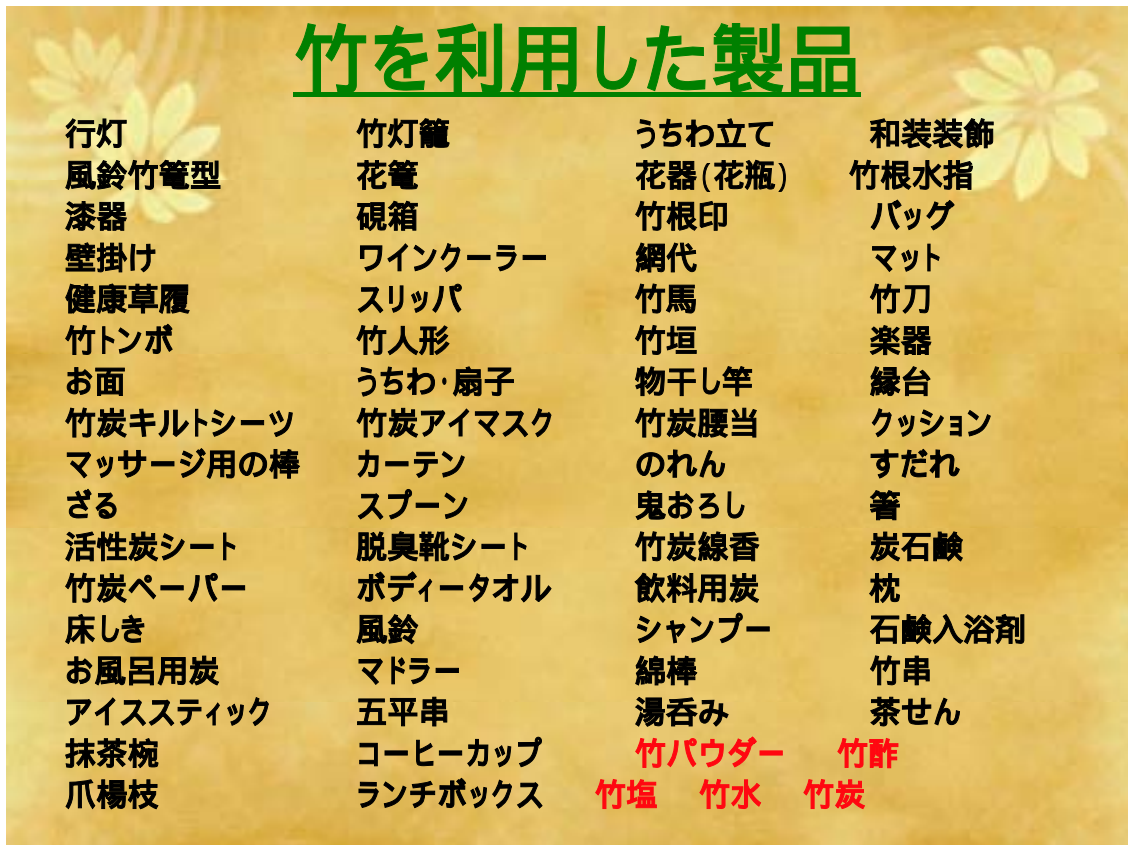 竹を利用した製品
行灯 竹灯籠 うちわ立て 和装装飾
風鈴竹篭型 花篭 花器(花瓶) 竹根水指
漆器 硯箱 竹根印 バッグ
壁掛け ワインクーラー 網代 マット
健康草履 スリッパ 竹馬 竹刀
竹トンボ 竹人形 竹垣 楽器
お面 うちわ・扇子 物干し竿 縁台
竹炭キルトシーツ 竹炭アイマスク 竹炭腰当 クッション
マッサージ用の棒 カーテン のれん すだれ
ざる スプーン 鬼おろし 箸
活性炭シート 脱臭靴シート 竹炭線香 炭石鹸
竹炭ペーパー ボディータオル 飲料用炭 枕
床しき 風鈴 シャンプー 石鹸入浴剤
お風呂用炭 マドラー 綿棒 竹串
アイススティック 五平串 湯呑み 茶せん
抹茶椀 コーヒーカップ 竹パウダー 竹酢
爪楊枝 ランチボックス 竹塩 竹水 竹炭